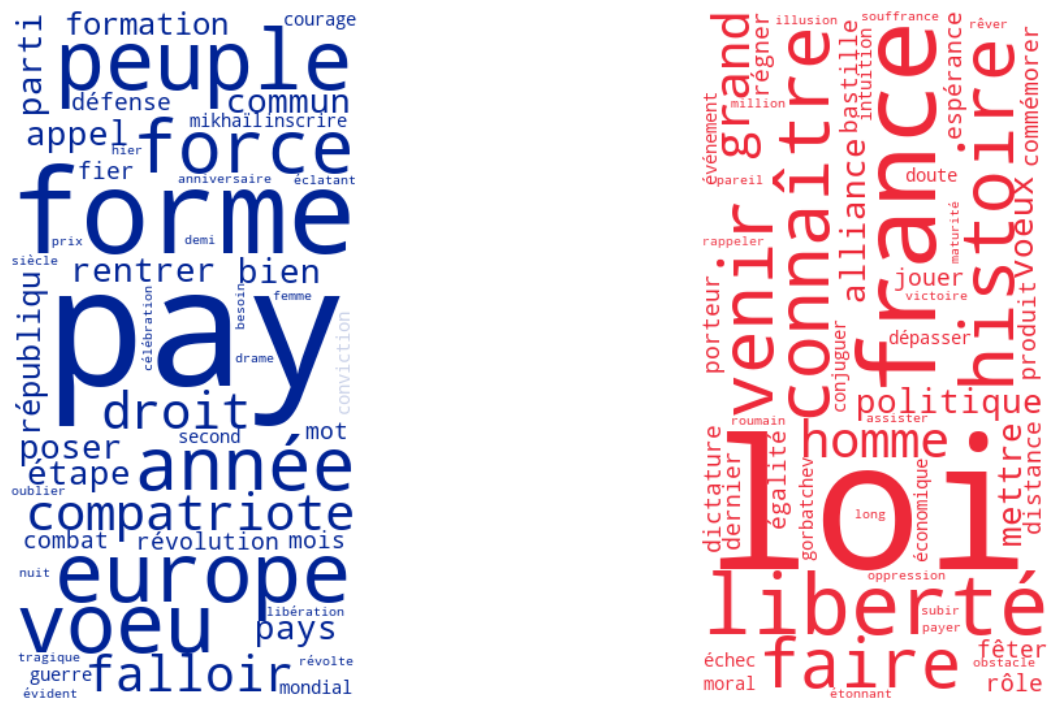 parti
formation
courage
peuple
défense
commun
mikhaïl
inscrire
appel
hier
force
fier
anniversaire
éclatant
forme
prix
demi
siècle
rentrer
bien
républiqu
célébration
besoin
femme
pay
drame
conviction
droit
second
mot
poser
étape
année
oublier
compatriote
combat
révolution
mois
nuit
europe
libération
voeu
pays
tragique
guerre
falloir
révolte
évident
mondial
grand
régner
illusion
souffrance
rêver
événement
million
connaître
bastille
intuition
france
espérance
histoire
commémorer
pareil
alliance
doute
rappeler
venir
maturité
voeux
porteur
jouer
victoire
conjuguer
dépasser
produit
politique
roumain
assister
homme
dictature
dernier
égalité
gorbatchev
économique
mettre
distance
loi
long
oppression
liberté
subir
payer
échec
moral
faire
fêter
obstacle
rôle
étonnant